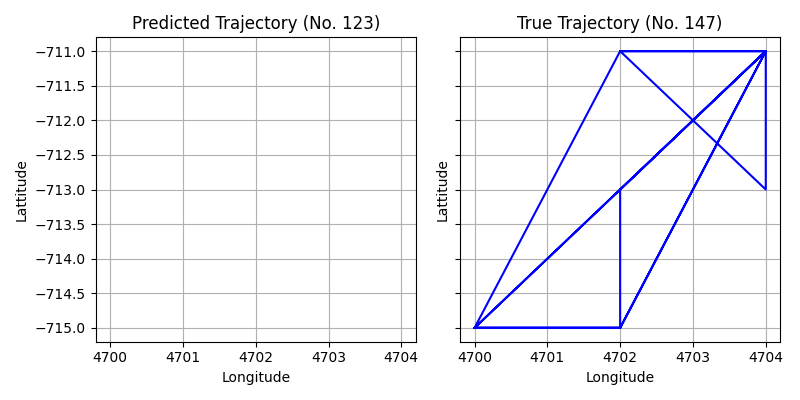 Predicted Trajectory (No. 123)
True Trajectory (No. 147)
−711.0
−711.5
−712.0
−712.5
−713.0
−713.5
−714.0
−714.5
−715.0
Lattitude
Lattitude
4700 4701 4702 4703 4704
4700 4701 4702 4703 4704
Longitude
Longitude